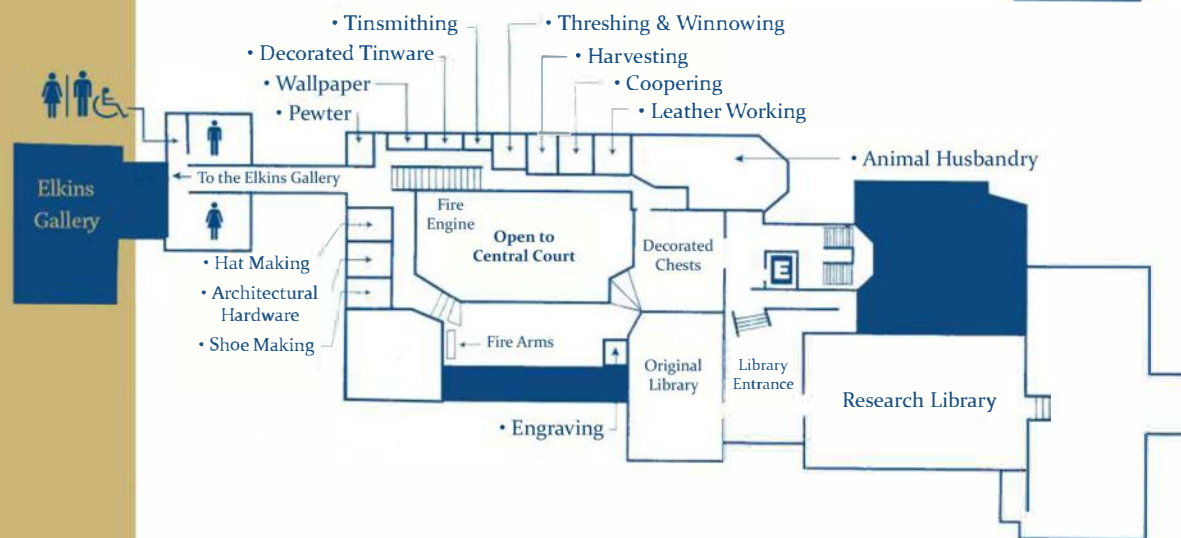 • Tinsmithing
• Threshing & Winnowing
• Decorated Tinware
• Harvesting
• Wallpaper
• Coopering
• Pewter
• Leather Working
• Animal Husbandry
To the Elkins Gallery
Elkins
Gallery
Fire
Engine
Open to
Central Court
Decorated
Chests
E
• Hat Making
• Architectural
Hardware
• Shoe Making
Fire Arms
Original
Library
Library
Entrance
Research Library
• Engraving